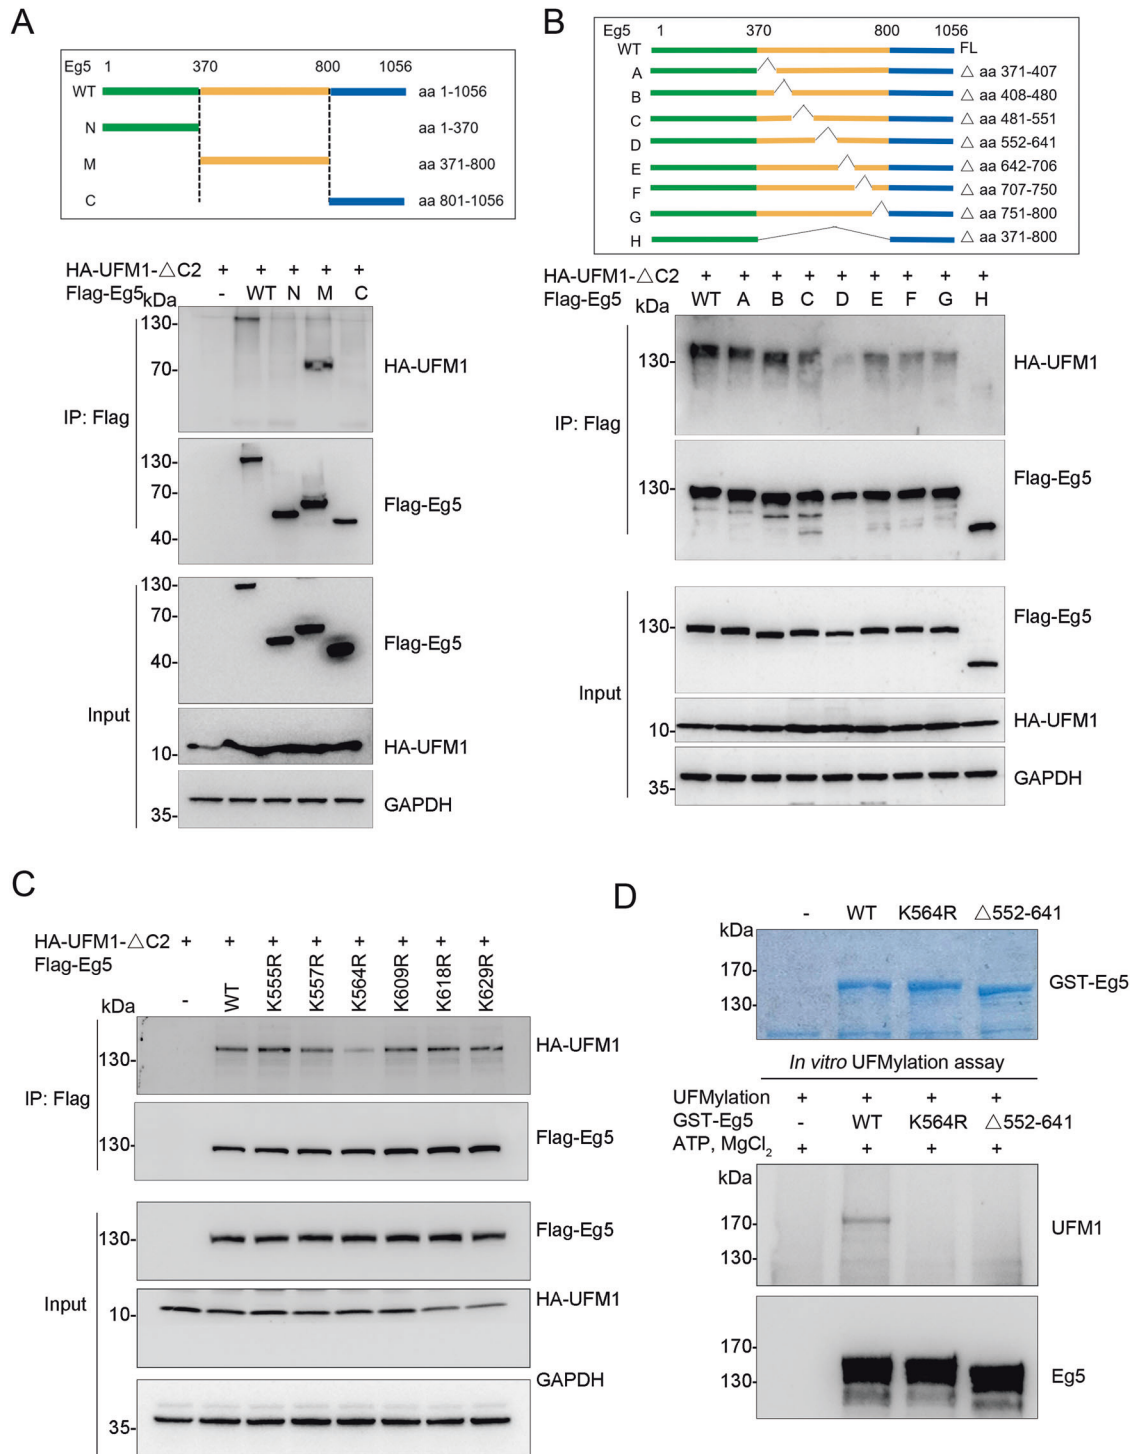 A
Eg5 1 370 800 1056
WT aa 1-1056
N aa 1-370
M aa 371-800
C aa 801-1056
HA-UFM1-△C2 + + + + +
Flag-Eg5 - WT N M C
kDa
130-
70-
HA-UFM1
IP: Flag
130-
70-
40-
Flag-Eg5
130-
70-
40-
Flag-Eg5
Input
10-
HA-UFM1
35-
GAPDH
B
Eg5 1 370 800 1056
WT FL
A △ aa 371-407
B △ aa 408-480
C △ aa 481-551
D △ aa 552-641
E △ aa 642-706
F △ aa 707-750
G △ aa 751-800
H △ aa 371-800
HA-UFM1-△C2 + + + + + + + + +
Flag-Eg5 kDa WT A B C D E F G H
130-
HA-UFM1
IP: Flag
130-
Flag-Eg5
130-
Flag-Eg5
Input
10-
HA-UFM1
35-
GAPDH
C
HA-UFM1-△C2 + + + + + + + +
Flag-Eg5 - WT K555R K557R K564R K609R K618R K629R
kDa
130-
HA-UFM1
IP: Flag
130-
Flag-Eg5
130-
Flag-Eg5
Input
10-
HA-UFM1
GAPDH
35-
D
- WT K564R △552-641
kDa
170-
130-
GST-Eg5
In vitro UFMylation assay
UFMylation + + + +
GST-Eg5 - WT K564R △552-641
ATP, MgCl2 + + + +
kDa
170-
130-
UFM1
170-
130-
Eg5